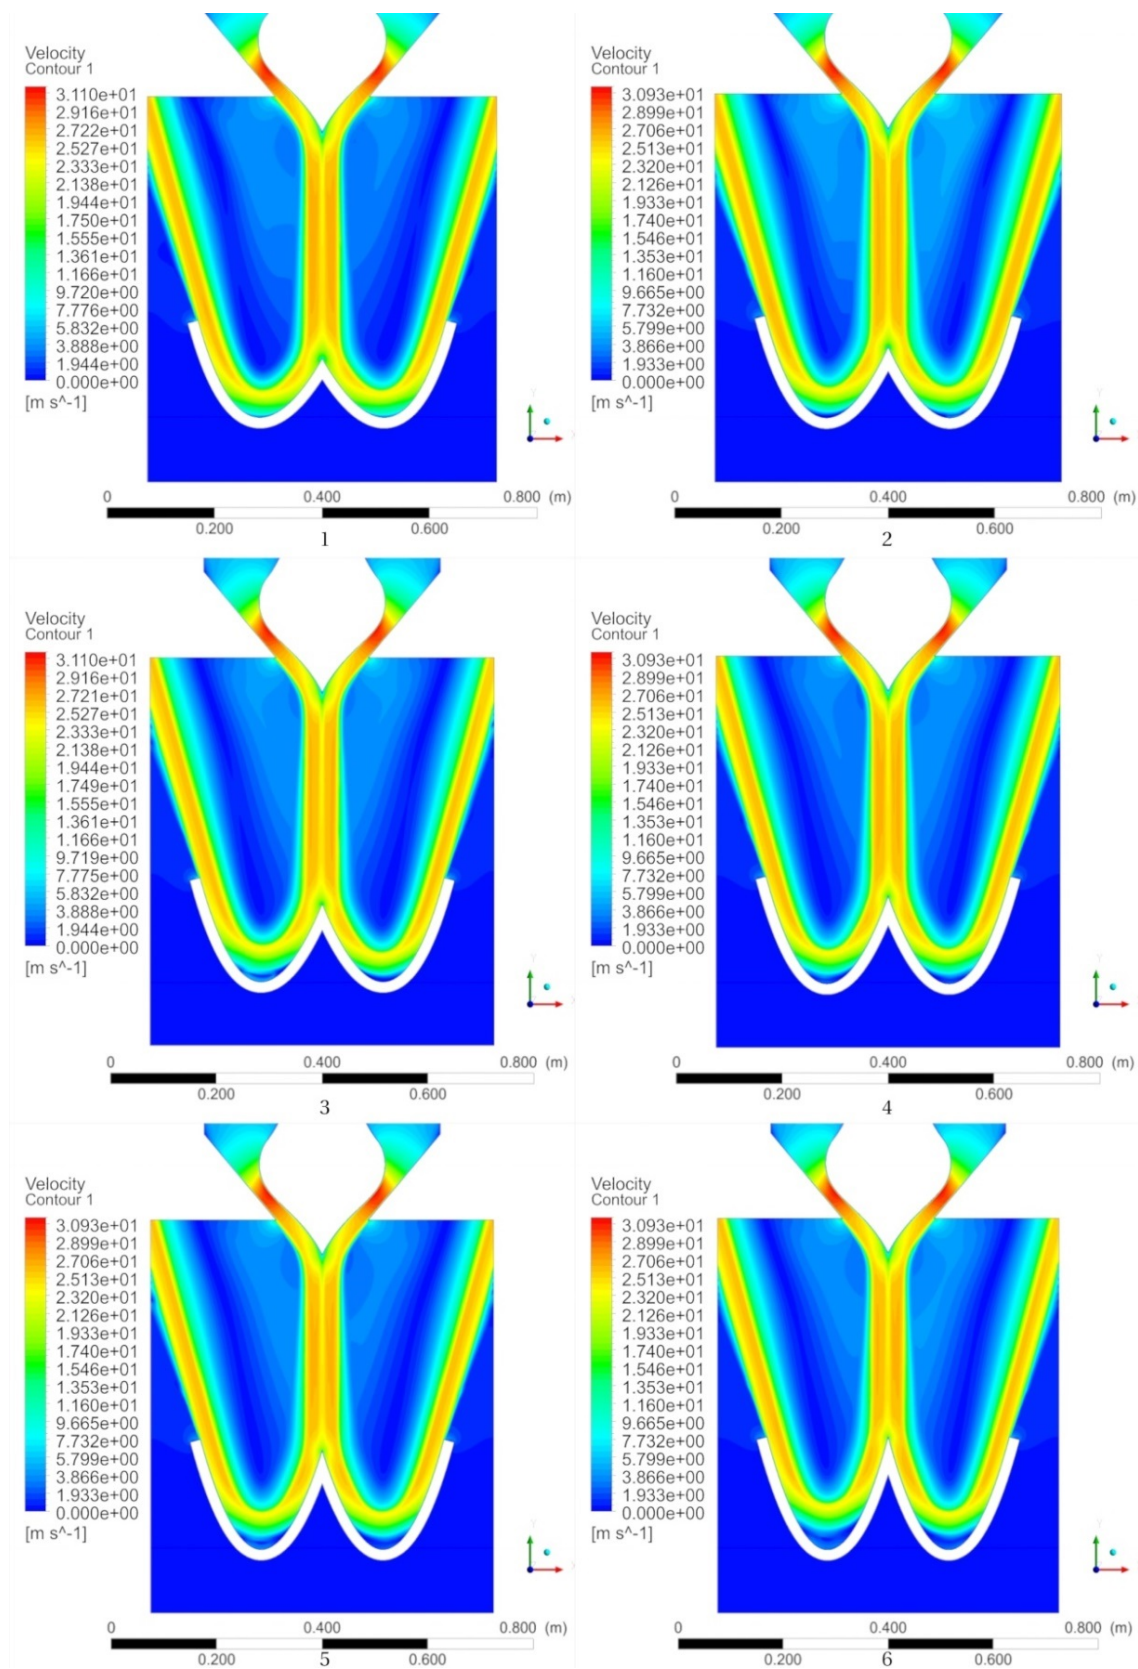 Velocity
Contour 1
3.110e+01
2.916e+01
2.722e+01
2.527e+01
2.333e+01
2.138e+01
1.944e+01
1.750e+01
1.555e+01
1.361e+01
1.166e+01
9.720e+00
7.776e+00
5.832e+00
3.888e+00
1.944e+00
0.000e+00
[m s^-1]
0 0.400 0.800 (m)
0.200 0.600
1
Velocity
Contour 1
3.093e+01
2.899e+01
2.706e+01
2.513e+01
2.320e+01
2.126e+01
1.933e+01
1.740e+01
1.546e+01
1.353e+01
1.160e+01
9.665e+00
7.732e+00
5.799e+00
3.866e+00
1.933e+00
0.000e+00
[m s^-1]
0 0.400 0.800 (m)
0.200 0.600
2
Velocity
Contour 1
3.110e+01
2.916e+01
2.721e+01
2.527e+01
2.333e+01
2.138e+01
1.944e+01
1.749e+01
1.555e+01
1.361e+01
1.166e+01
9.719e+00
7.775e+00
5.832e+00
3.888e+00
1.944e+00
0.000e+00
[m s^-1]
0 0.400 0.800 (m)
0.200 0.600
3
Velocity
Contour 1
3.093e+01
2.899e+01
2.706e+01
2.513e+01
2.320e+01
2.126e+01
1.933e+01
1.740e+01
1.546e+01
1.353e+01
1.160e+01
9.665e+00
7.732e+00
5.799e+00
3.866e+00
1.933e+00
0.000e+00
[m s^-1]
0 0.400 0.800 (m)
0.200 0.600
4
Velocity
Contour 1
3.093e+01
2.899e+01
2.706e+01
2.513e+01
2.320e+01
2.126e+01
1.933e+01
1.740e+01
1.546e+01
1.353e+01
1.160e+01
9.665e+00
7.732e+00
5.799e+00
3.866e+00
1.933e+00
0.000e+00
[m s^-1]
0 0.400 0.800 (m)
0.200 0.600
5
Velocity
Contour 1
3.093e+01
2.899e+01
2.706e+01
2.513e+01
2.320e+01
2.126e+01
1.933e+01
1.740e+01
1.546e+01
1.353e+01
1.160e+01
9.665e+00
7.732e+00
5.799e+00
3.866e+00
1.933e+00
0.000e+00
[m s^-1]
0 0.400 0.800 (m)
0.200 0.600
6